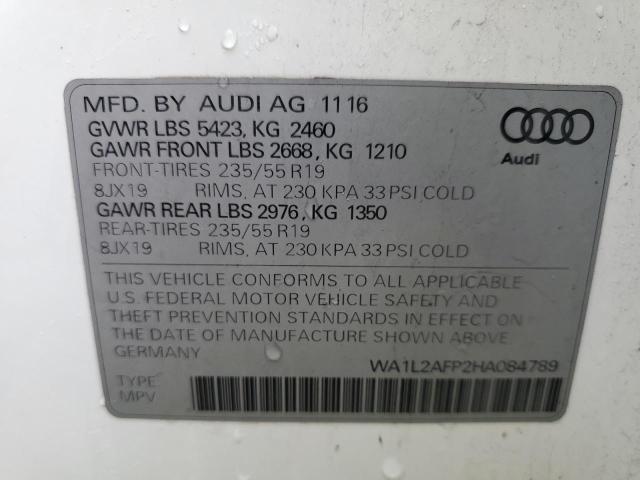 MFD. BY AUDI AG 11 16
GVWR LBS 5423, KG 2460
GAWR FRONT LBS 2668, KG 1210
FRONT-TIRES 235/55 R19
8JX19 RIMS, AT 230 KPA 33 PSI COLD
GAWR REAR LBS 2976, KG 1350
REAR-TIRES 235/55 R19
8JX19 RIMS, AT 230 KPA 33 PSI COLD
Audi
THIS VEHICLE CONFORMS TO ALL APPLICABLE
U.S. FEDERAL MOTOR VEHICLE SAFETY AND
THEFT PREVENTION STANDARDS IN EFFECT ON
THE DATE OF MANUFACTURE SHOWN ABOVE
GERMANY
WA1L2AFP2HA084789
TYPE
MPV